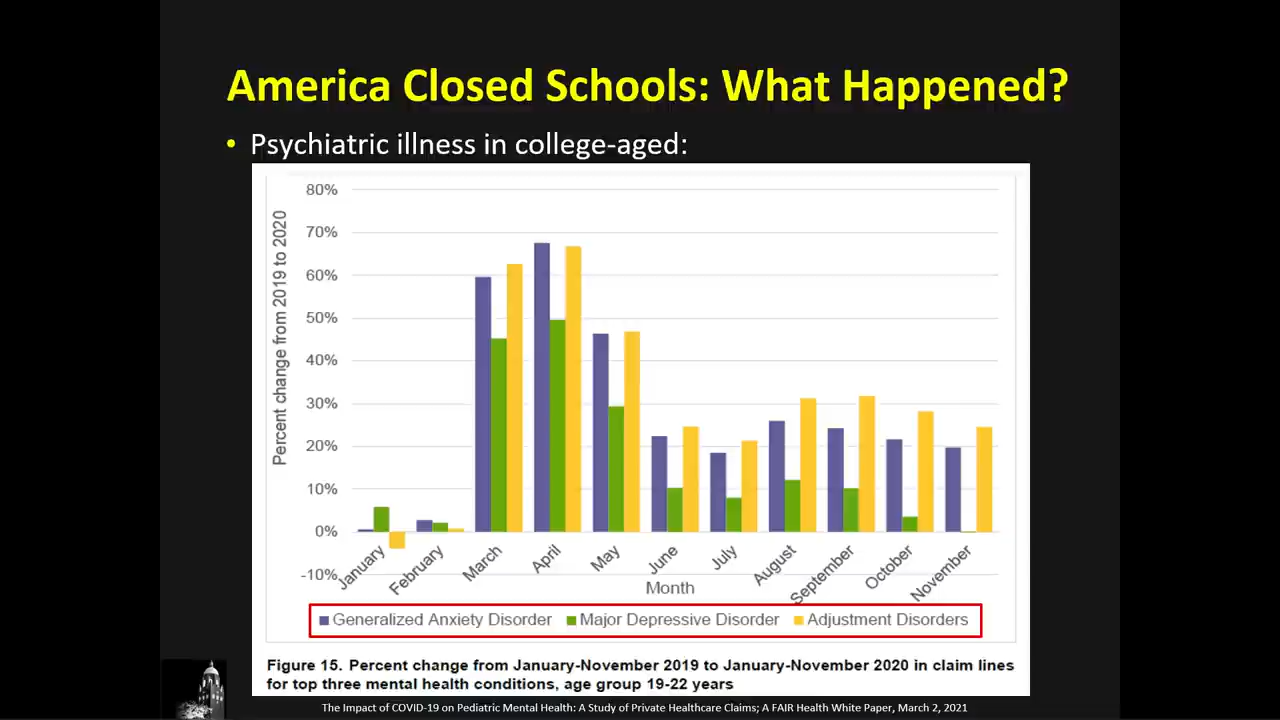 America Closed Schools: What Happened?
• Psychiatric illness in college-aged:
80%
70%
60%
50%
40%
30%
20%
10%
0%
-10%
Percent change from 2019 to 2020
January
February
March
April
May
June
July
August
September
October
November
Month
Generalized Anxiety Disorder Major Depressive Disorder Adjustment Disorders
Figure 15. Percent change from January-November 2019 to January-November 2020 in claim lines
for top three mental health conditions, age group 19-22 years
The Impact of COVID-19 on Pediatric Mental Health: A Study of Private Healthcare Claims; A FAIR Health White Paper, March 2, 2021